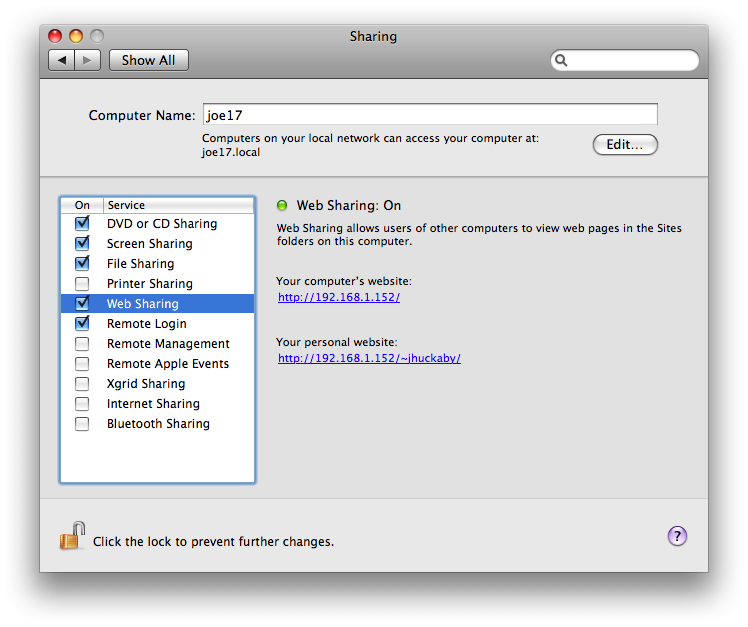 Sharing
Show All
Computer Name: joe17
Computers on your local network can access your computer at:
joe17.local
Edit...
On Service
DVD or CD Sharing
Screen Sharing
File Sharing
Printer Sharing
Web Sharing
Remote Login
Remote Management
Remote Apple Events
Xgrid Sharing
Internet Sharing
Bluetooth Sharing
Web Sharing: On
Web Sharing allows users of other computers to view web pages in the Sites
folders on this computer.
Your computer's website:
http://192.168.1.152/
Your personal website:
http://192.168.1.152/~jhuckaby/
Click the lock to prevent further changes.
?